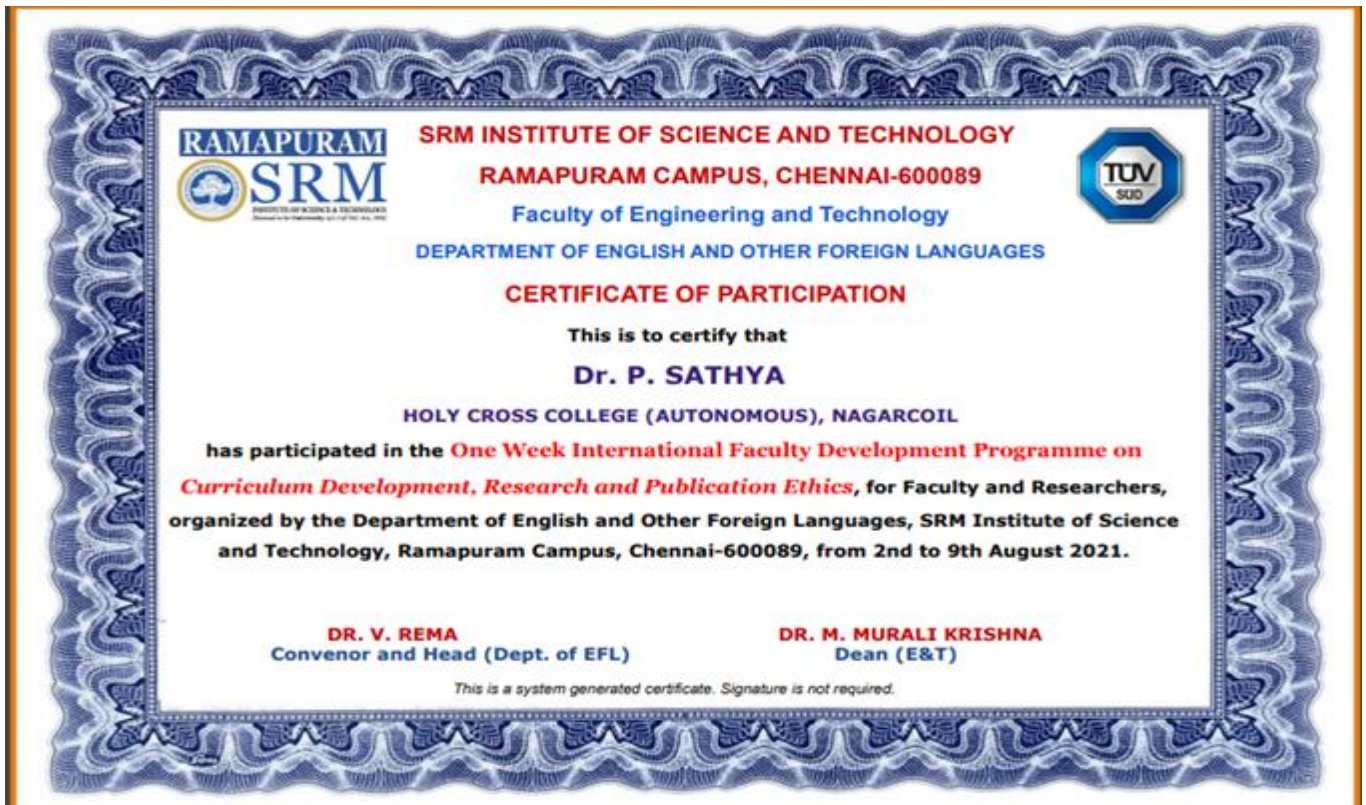 RAMAPURAM
SRM
INSTITUTE OF SCIENCE & TECHNOLOGY
SRM INSTITUTE OF SCIENCE AND TECHNOLOGY
RAMAPURAM CAMPUS, CHENNAI-600089
Faculty of Engineering and Technology
DEPARTMENT OF ENGLISH AND OTHER FOREIGN LANGUAGES
TÜV
SÜD
CERTIFICATE OF PARTICIPATION
This is to certify that
Dr. P. SATHYA
HOLY CROSS COLLEGE (AUTONOMOUS), NAGARCOIL
has participated in the One Week International Faculty Development Programme on
Curriculum Development, Research and Publication Ethics, for Faculty and Researchers,
organized by the Department of English and Other Foreign Languages, SRM Institute of Science
and Technology, Ramapuram Campus, Chennai-600089, from 2nd to 9th August 2021.
DR. V. REMA
Convenor and Head (Dept. of EFL)
DR. M. MURALI KRISHNA
Dean (E&T)
This is a system generated certificate. Signature is not required.